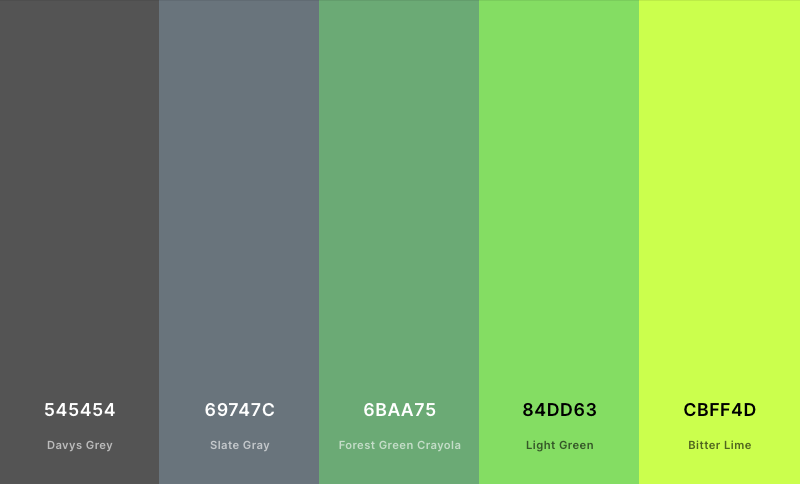 545454
Davys Grey
69747C
Slate Gray
6BAA75
Forest Green Crayola
84DD63
Light Green
CBFF4D
Bitter Lime